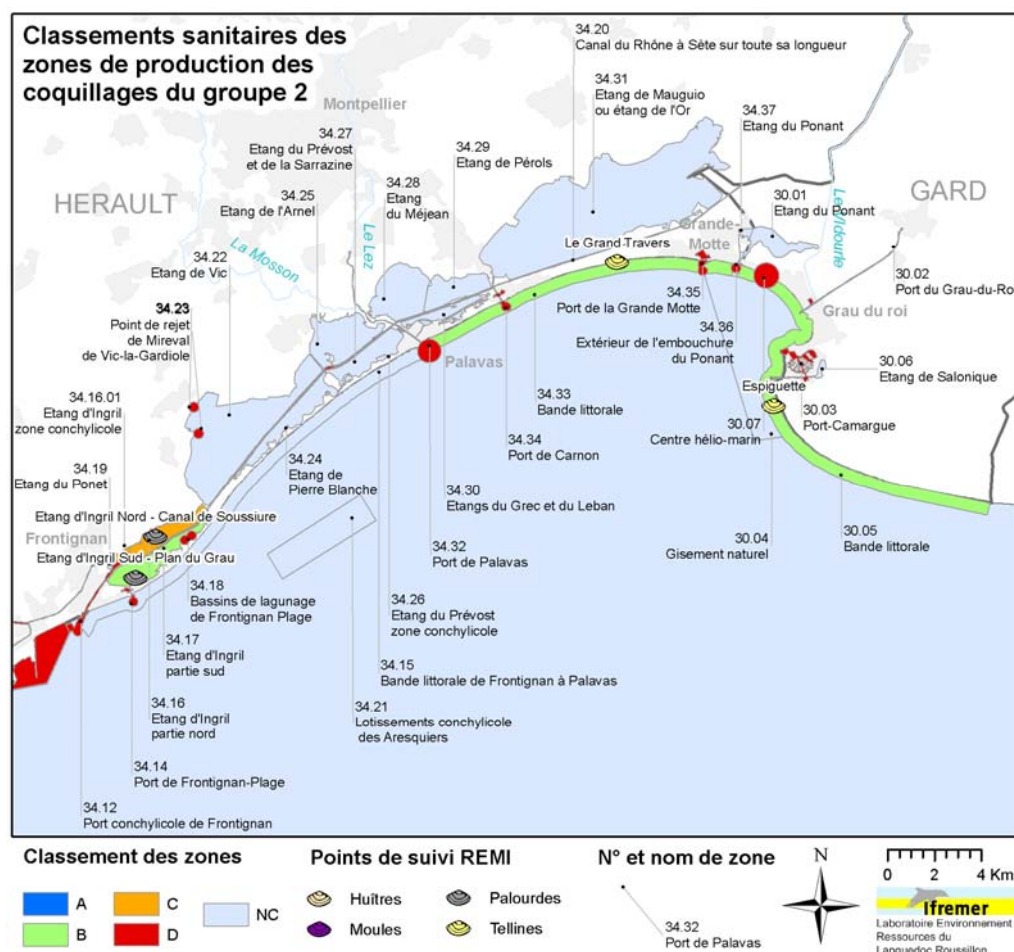 Classements sanitaires des
zones de production des
coquillages du groupe 2
34.20
Canal du Rhône à Sète sur toute sa longueur
34.31
Etang de Mauguio
ou étang de l'Or
34.37
Etang du Ponant
Montpellier
34.27
Etang du Prévost
et de la Sarrazine
34.29
Etang de Pérols
34.28
Etang
du Méjean
34.25
Etang de l'Arnel
HERAULT
GARD
30.01
Etang du Ponant
Grande-
Motte
Le Grand Travers
Le Lez
La Mosson
34.22
Etang de Vic
30.02
Port du Grau-du-Roi
34.35
Port de la Grande Motte
Grau du roi
34.23
Point de rejet
de Mireval
de Vic-la-Gardiole
34.36
Extérieur de l'embouchure
du Ponant
Palavas
30.06
Etang de Salonique
Espiguette
34.16.01
Etang d'Ingril
zone conchylicole
34.33
Bande littorale
30.07
Centre hélio-marin
30.03
Port-Camargue
34.34
Port de Carnon
34.19
Etang du Ponet
34.24
Etang de
Pierre Blanche
34.30
Etangs du Grec et du Leban
Etang d'Ingril Nord - Canal de Soussiure
Frontignan
Etang d'Ingril Sud - Plan du Grau
30.04
Gisement naturel
30.05
Bande littorale
34.32
Port de Palavas
34.18
Bassins de lagunage
de Frontignan Plage
34.26
Etang du Prévost
zone conchylicole
34.17
Etang d'Ingril
partie sud
34.15
Bande littorale de Frontignan à Palavas
34.16
Etang d'Ingril
partie nord
34.21
Lotissements conchylicole
des Aresquiers
34.14
Port de Frontignan-Plage
34.12
Port conchylicole de Frontignan
Classement des zones
A
B
C
D
NC
Points de suivi REMI
Huîtres
Moules
Palourdes
Tellines
N° et nom de zone
34.32
Port de Palavas
N
0 2 4 Km
Ifremer
Laboratoire Environnement
Ressources du
Languedoc Roussillon